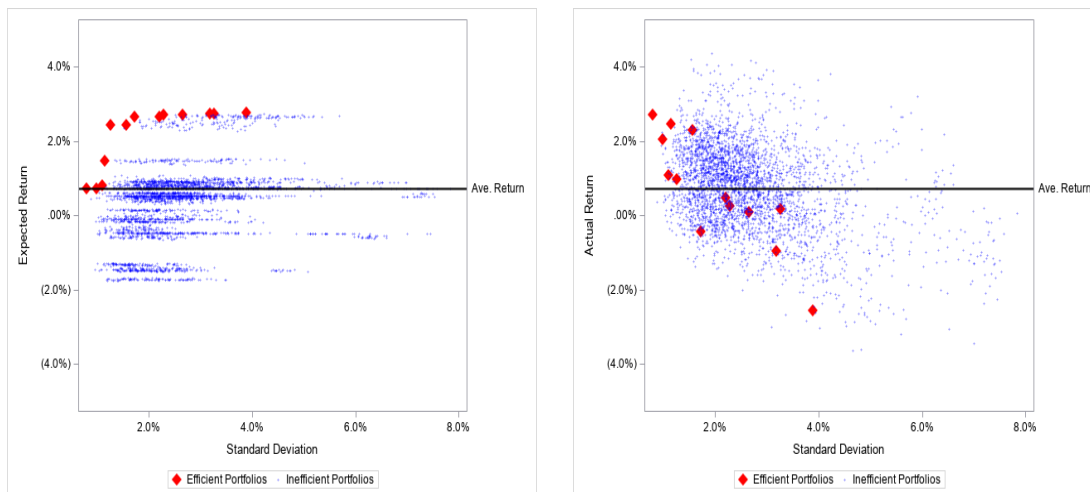 4.0%
2.0%
.00%
(2.0%)
(4.0%)
Expected Return
Ave. Return
2.0%
4.0%
6.0%
8.0%
Standard Deviation
Efficient Portfolios
Inefficient Portfolios
4.0%
2.0%
.00%
(2.0%)
(4.0%)
Actual Return
Ave. Return
2.0%
4.0%
6.0%
8.0%
Standard Deviation
Efficient Portfolios
Inefficient Portfolios